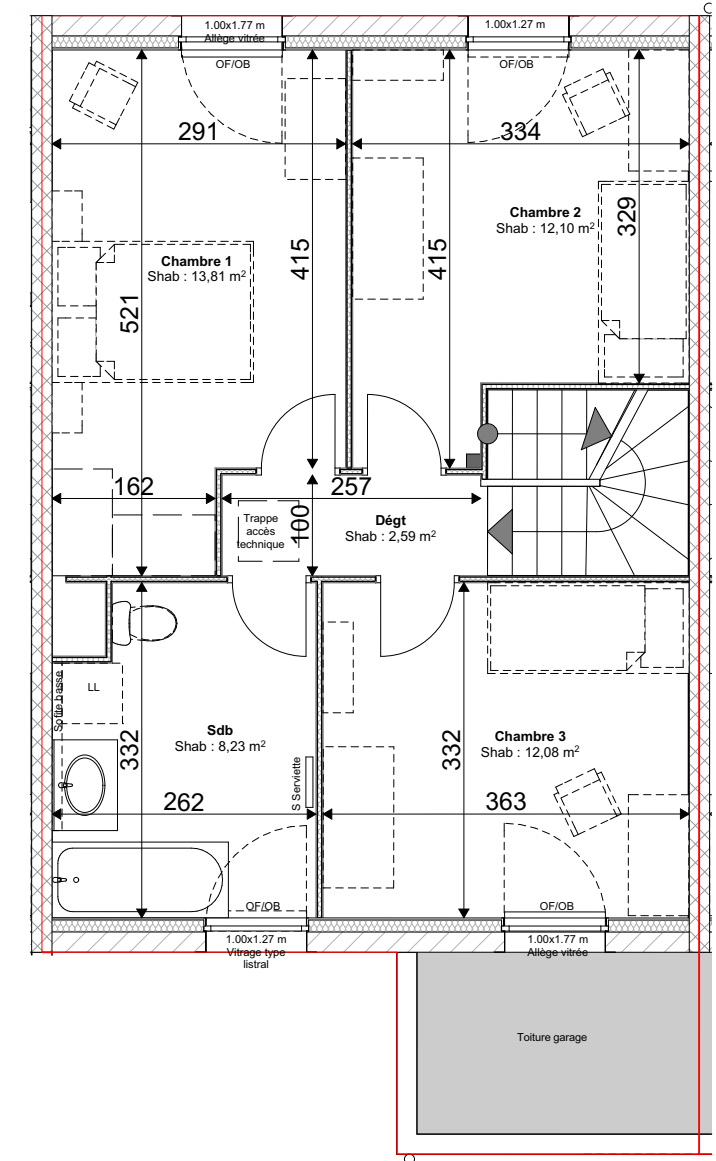 1.00x1.77 m
Allège vitrée
1.00x1.27 m
OF/OB
OF/OB
291
334
Chambre 1
Shab : 13,81 m²
Chambre 2
Shab : 12,10 m²
329
415
415
521
162
257
100
Trappe
accès
technique
Dégt
Shab : 2,59 m²
Sofite basse
LL
332
Sdb
Shab : 8,23 m²
S Serviette
262
332
Chambre 3
Shab : 12,08 m²
363
OF/OB
OF/OB
1.00x1.27 m
Vitrage type
listral
1.00x1.77 m
Allège vitrée
Toiture garage